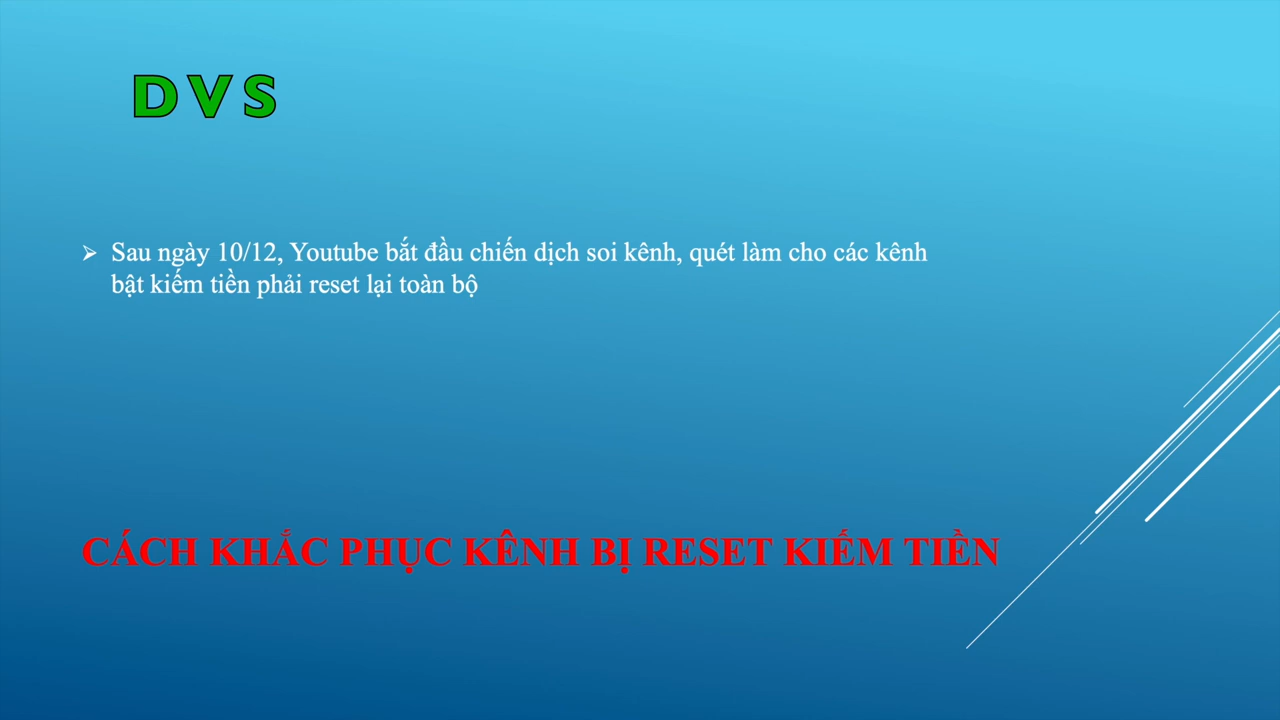 DVS
➢ Sau ngày 10/12, Youtube bắt đầu chiến dịch soi kênh, quét làm cho các kênh
bật kiếm tiền phải reset lại toàn bộ
CÁCH KHẮC PHỤC KÊNH BỊ RESET KIẾM TIỀN